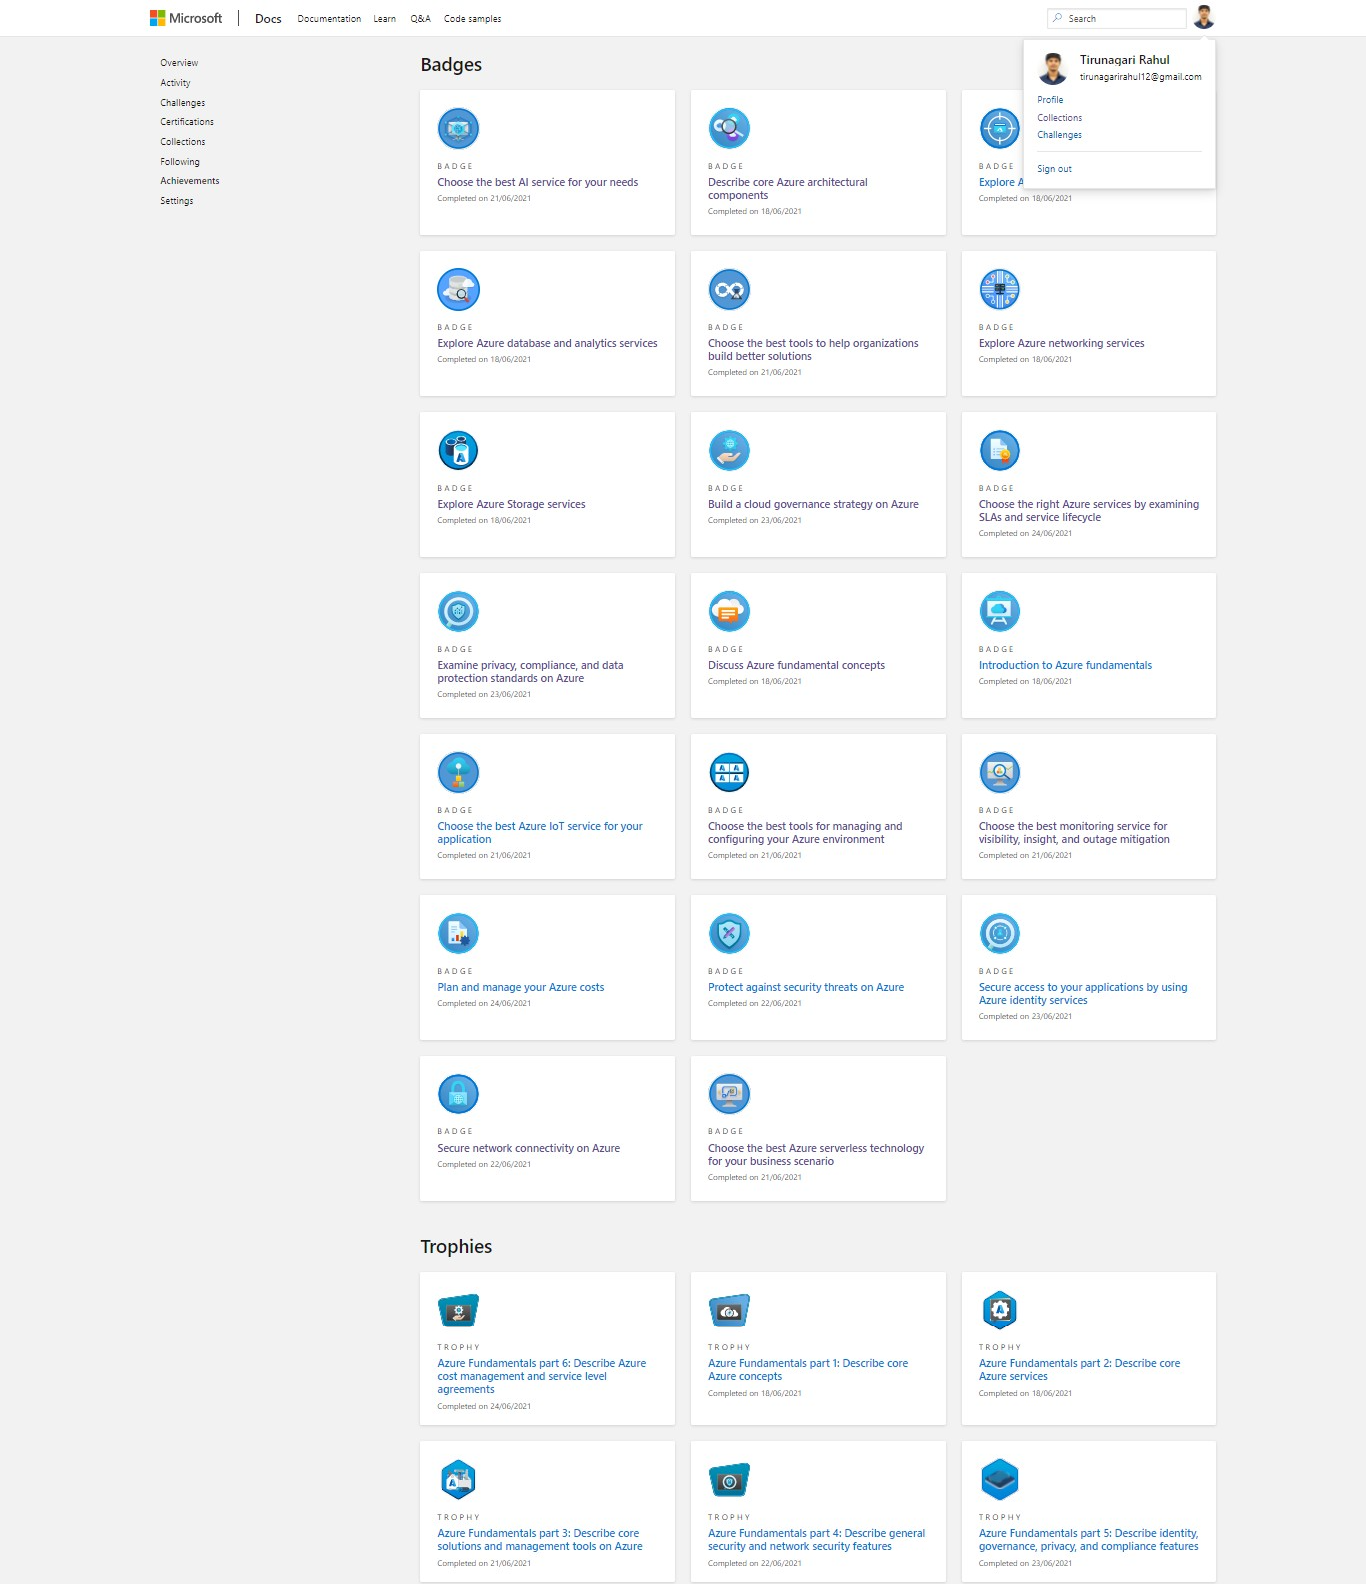 Microsoft
Docs
Documentation
Learn
Q&A
Code samples
Search
Tirunagari Rahul
tirunagarirahul12@gmail.com
Profile
Collections
Challenges
Sign out
Overview
Activity
Challenges
Certifications
Collections
Following
Achievements
Settings
Badges
BADGE
Choose the best AI service for your needs
Completed on 21/06/2021
BADGE
Describe core Azure architectural
components
Completed on 18/06/2021
BADGE
Explore A
Completed on 18/06/2021
BADGE
Explore Azure database and analytics services
Completed on 18/06/2021
BADGE
Choose the best tools to help organizations
build better solutions
Completed on 21/06/2021
BADGE
Explore Azure networking services
Completed on 18/06/2021
BADGE
Explore Azure Storage services
Completed on 18/06/2021
BADGE
Build a cloud governance strategy on Azure
Completed on 23/06/2021
BADGE
Choose the right Azure services by examining
SLAs and service lifecycle
Completed on 24/06/2021
BADGE
Examine privacy, compliance, and data
protection standards on Azure
Completed on 23/06/2021
BADGE
Discuss Azure fundamental concepts
Completed on 18/06/2021
BADGE
Introduction to Azure fundamentals
Completed on 18/06/2021
BADGE
Choose the best Azure IoT service for your
application
Completed on 21/06/2021
BADGE
Choose the best tools for managing and
configuring your Azure environment
Completed on 21/06/2021
BADGE
Choose the best monitoring service for
visibility, insight, and outage mitigation
Completed on 21/06/2021
BADGE
Plan and manage your Azure costs
Completed on 24/06/2021
BADGE
Protect against security threats on Azure
Completed on 22/06/2021
BADGE
Secure access to your applications by using
Azure identity services
Completed on 23/06/2021
BADGE
Secure network connectivity on Azure
Completed on 22/06/2021
BADGE
Choose the best Azure serverless technology
for your business scenario
Completed on 21/06/2021
Trophies
TROPHY
Azure Fundamentals part 6: Describe Azure
cost management and service level
agreements
Completed on 24/06/2021
TROPHY
Azure Fundamentals part 1: Describe core
Azure concepts
Completed on 18/06/2021
TROPHY
Azure Fundamentals part 2: Describe core
Azure services
Completed on 18/06/2021
TROPHY
Azure Fundamentals part 3: Describe core
solutions and management tools on Azure
Completed on 21/06/2021
TROPHY
Azure Fundamentals part 4: Describe general
security and network security features
Completed on 22/06/2021
TROPHY
Azure Fundamentals part 5: Describe identity,
governance, privacy, and compliance features
Completed on 23/06/2021